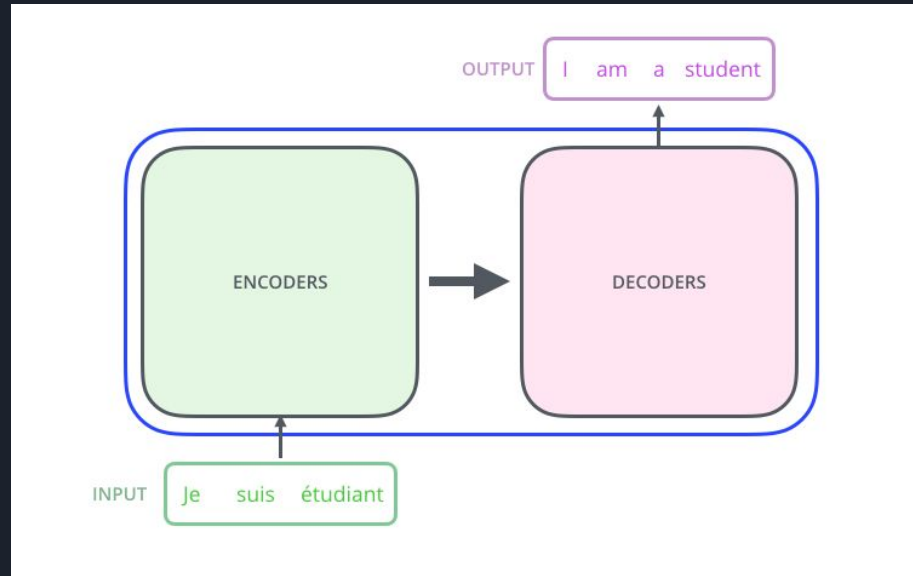 OUTPUT I am a student
ENCODERS DECODERS
INPUT Je suis étudiant